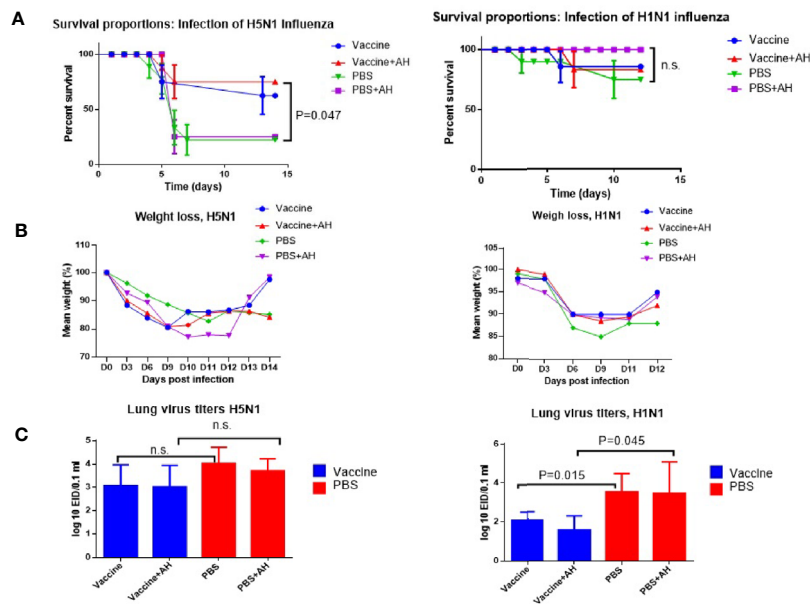 A
Survival proportions: Infection of H5N1 Influenza
Percent survival
100
50
0
0
5
10
15
Time (days)
Vaccine
Vaccine+AH
PBS
PBS+AH
P=0.047
Survival proportions: Infection of H1N1 influenza
Percent survival
100
50
0
0
5
10
15
Time (days)
Vaccine
Vaccine+AH
PBS
PBS+AH
n.s.
B
Weight loss, H5N1
Mean weight (%)
110
100
90
80
70
D0 D3 D6 D9 D10 D11 D12 D13 D14
Days post infection
Vaccine
Vaccine+AH
PBS
PBS+AH
Weigh loss, H1N1
Mean weight (%)
105
100
95
90
85
80
D0 D3 D6 D9 D11 D12
Days post infection
Vaccine
Vaccine+AH
PBS
PBS+AH
C
Lung virus titers H5N1
log 10 EID/0.1 ml
5
4
3
2
1
0
n.s.
n.s.
Vaccine
Vaccine+AH
PBS
PBS+AH
Vaccine
PBS
Lung virus titers, H1N1
log 10 EID/0.1 ml
6
4
2
0
P=0.015
P=0.045
Vaccine
Vaccine+AH
PBS
PBS+AH
Vaccine
PBS